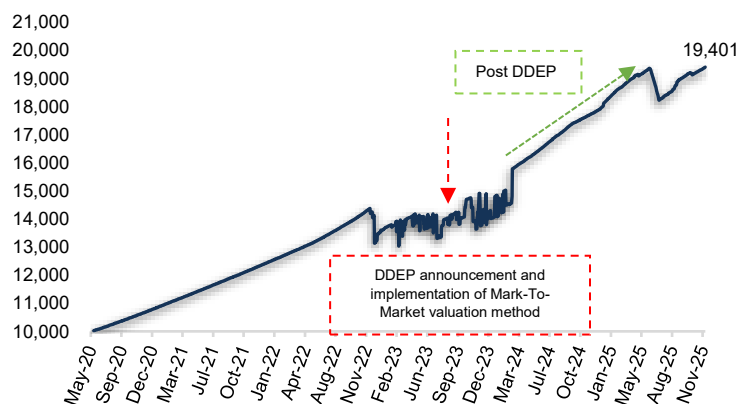 21,000
20,000
19,000
18,000
17,000
16,000
15,000
14,000
13,000
12,000
11,000
10,000
19,401
Post DDEP
DDEP announcement and
implementation of Mark-To-
Market valuation method
May-20
Sep-20
Dec-20
Mar-21
Jul-21
Oct-21
Jan-22
Apr-22
Aug-22
Nov-22
Feb-23
Jun-23
Sep-23
Dec-23
Mar-24
Jul-24
Oct-24
Jan-25
May-25
Aug-25
Nov-25